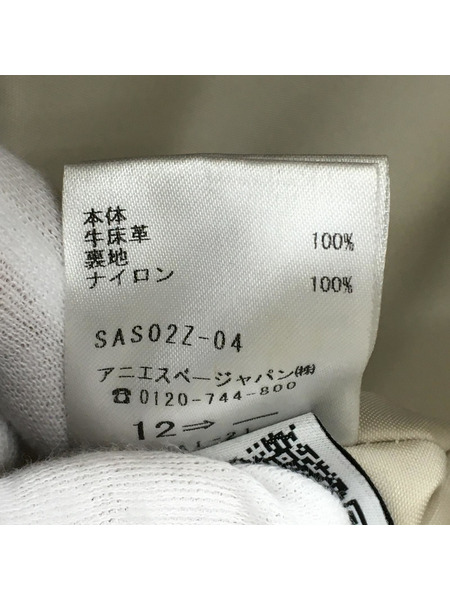 本体
牛床革 100%
裏地
ナイロン 100%
SAS02Z-04
アニエスベージャパン㈱
☎0120-744-800
12⇒—